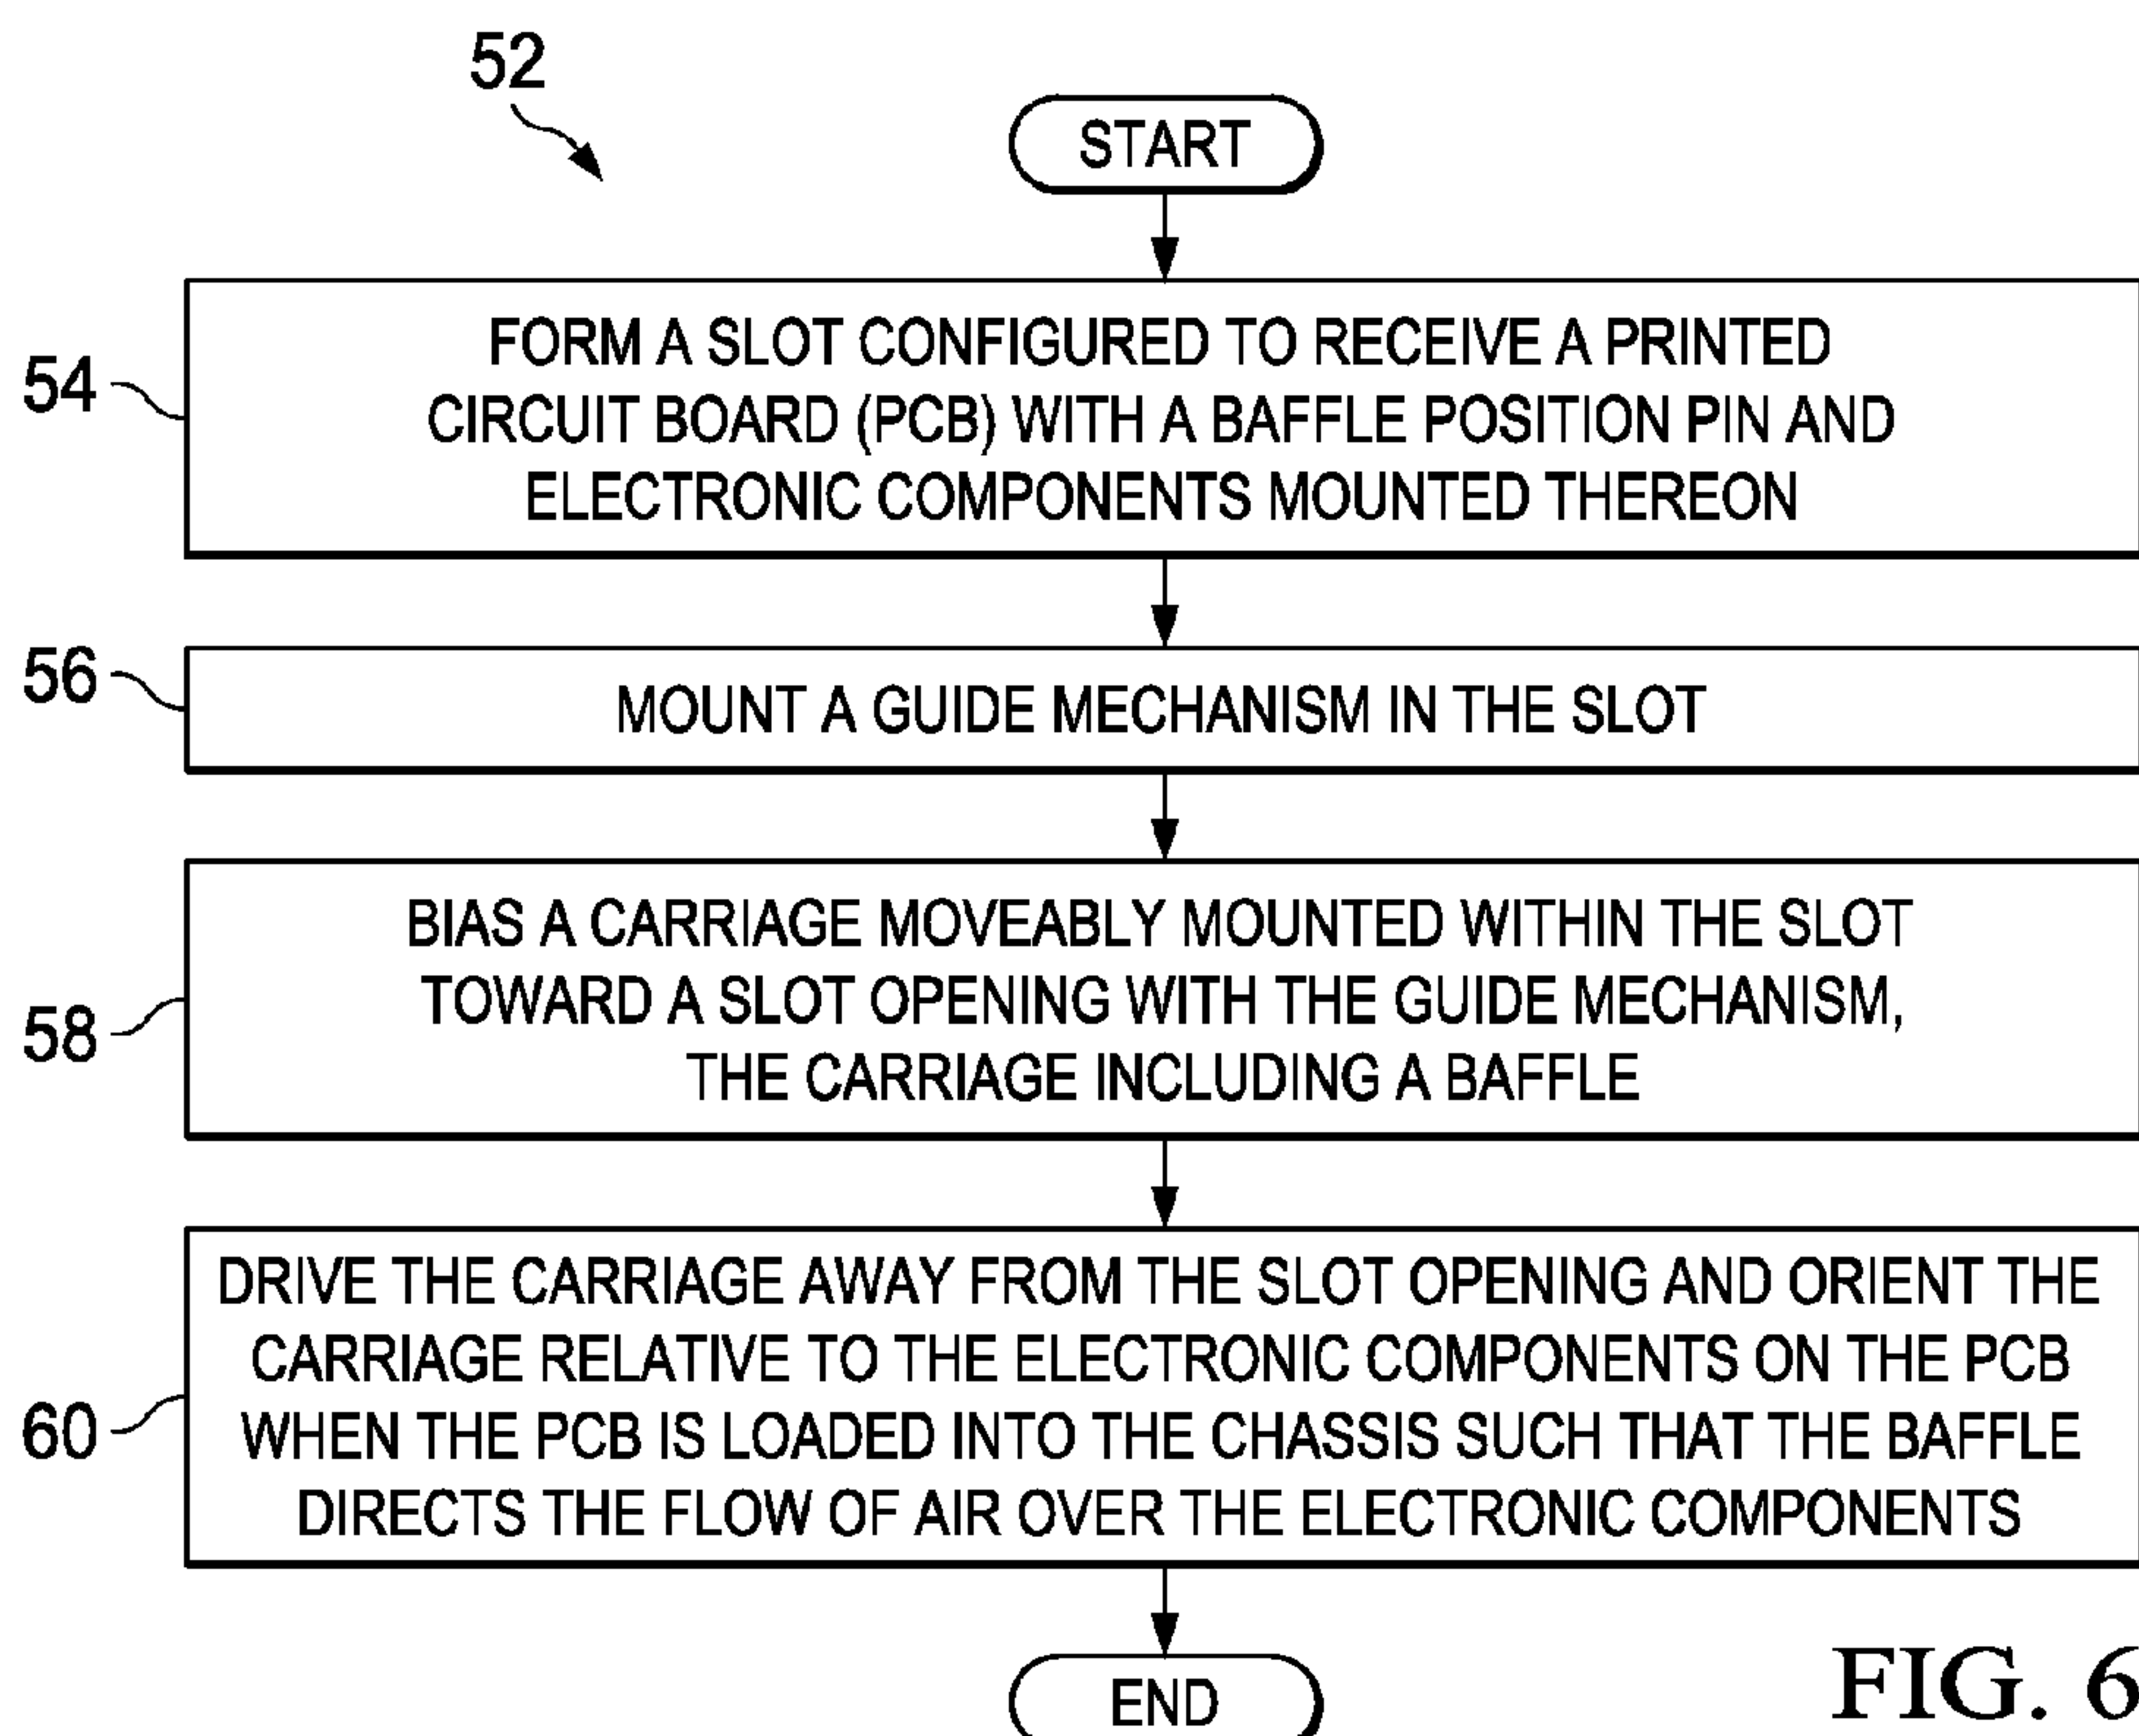 52
START
54
FORM A SLOT CONFIGURED TO RECEIVE A PRINTED
CIRCUIT BOARD (PCB) WITH A BAFFLE POSITION PIN AND
ELECTRONIC COMPONENTS MOUNTED THEREON
56
MOUNT A GUIDE MECHANISM IN THE SLOT
58
BIAS A CARRIAGE MOVEABLY MOUNTED WITHIN THE SLOT
TOWARD A SLOT OPENING WITH THE GUIDE MECHANISM,
THE CARRIAGE INCLUDING A BAFFLE
60
DRIVE THE CARRIAGE AWAY FROM THE SLOT OPENING AND ORIENT THE
CARRIAGE RELATIVE TO THE ELECTRONIC COMPONENTS ON THE PCB
WHEN THE PCB IS LOADED INTO THE CHASSIS SUCH THAT THE BAFFLE
DIRECTS THE FLOW OF AIR OVER THE ELECTRONIC COMPONENTS
END
FIG. 6